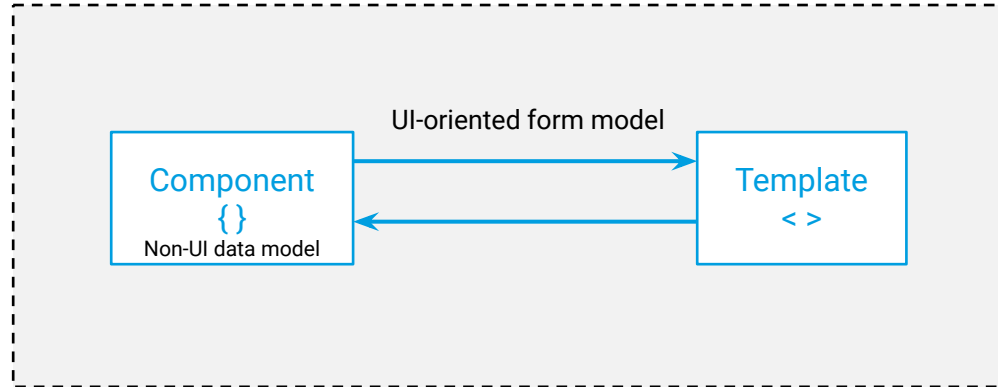 UI-oriented form model
Component
{ }
Non-UI data model
Template
< >